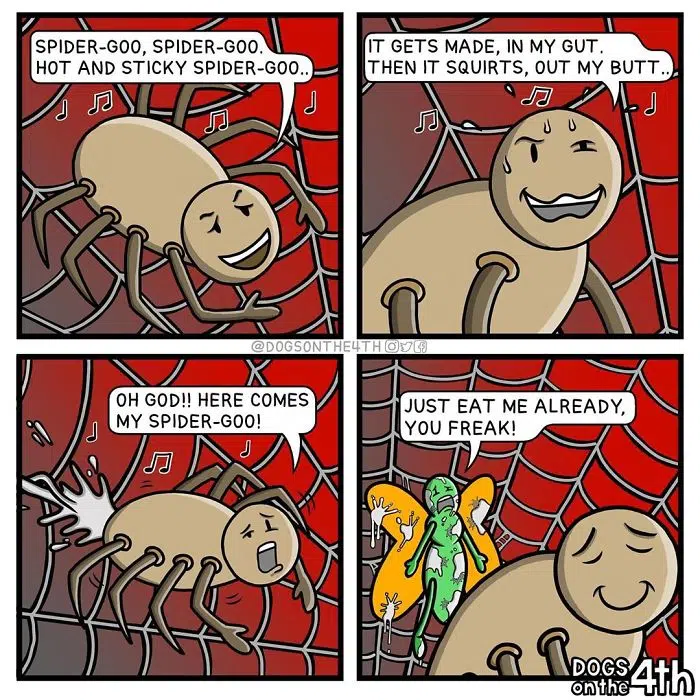 SPIDER-GOO, SPIDER-GOO.
HOT AND STICKY SPIDER-GOO..
IT GETS MADE, IN MY GUT.
THEN IT SQUIRTS, OUT MY BUTT..
@DOGSONTHE4TH
OH GOD!! HERE COMES
MY SPIDER-GOO!
JUST EAT ME ALREADY,
YOU FREAK!
DOGS
on the
4th